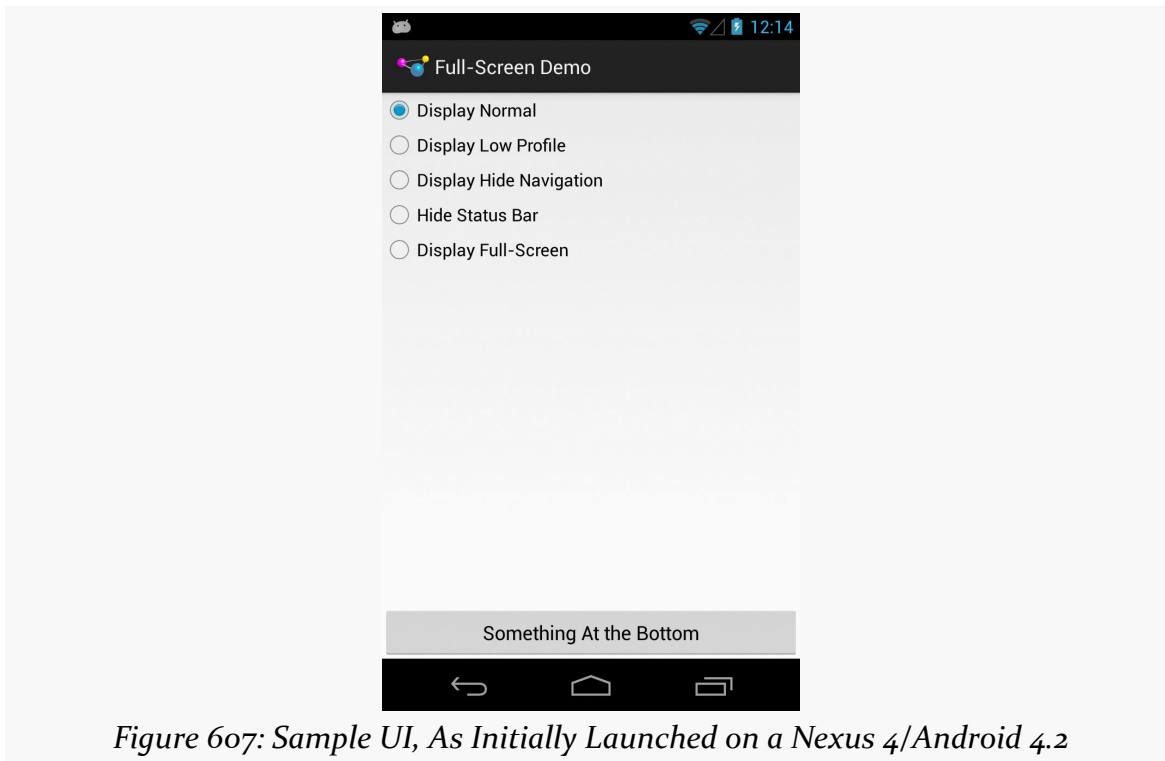 12:14
Full-Screen Demo
Display Normal
Display Low Profile
Display Hide Navigation
Hide Status Bar
Display Full-Screen
Something At the Bottom
Figure 607: Sample UI, As Initially Launched on a Nexus 4/Android 4.2